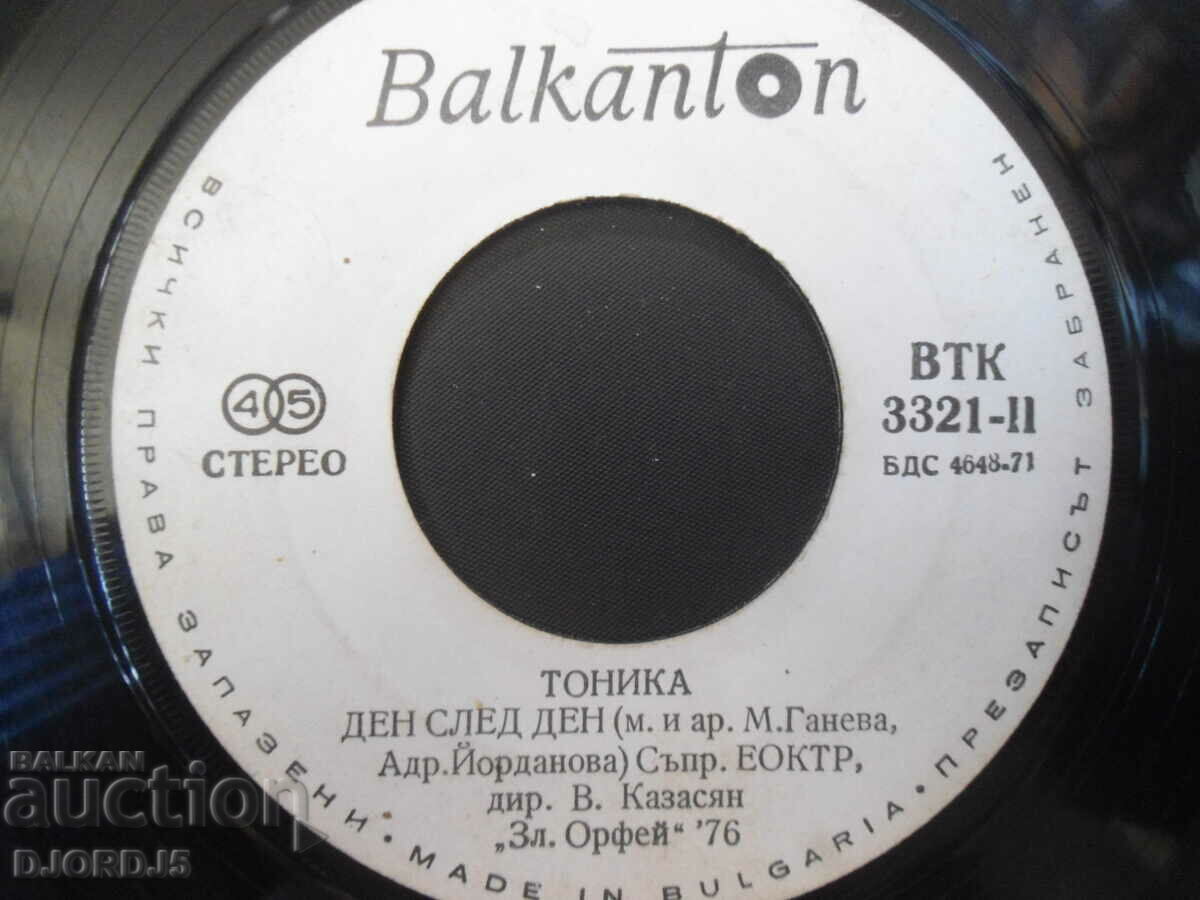 Balkanton
ВСИЧКИ ПРАВА ЗАПАЗЕНИ • MADE IN BULGARIA • ПРЕЗАПИСЪТ ЗАБРАНЕН
45
СТЕРЕО
ВТК
3321-II
БДС 4648-71
ТОНИКА
ДЕН СЛЕД ДЕН (м. и ар. М.Ганева,
Адр.Йорданова) Съпр. ЕОКТР,
дир. В. Казасян
„Зл. Орфей“ '76
BALKAN
auction
DJORDJ5